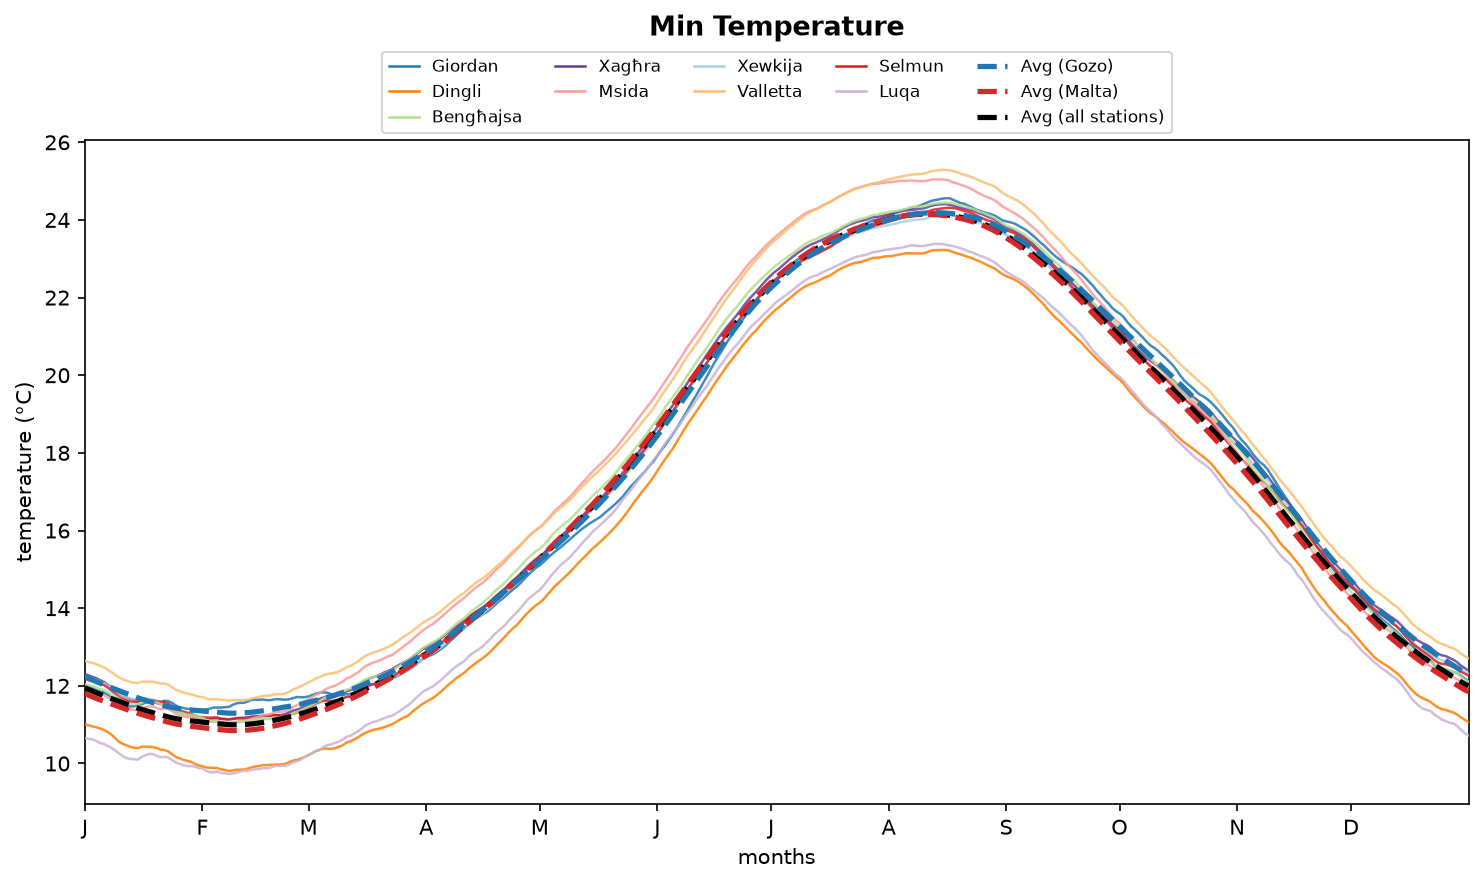 Min Temperature
Giordan Xagħra Xewkija Selmun Avg (Gozo)
Dingli Msida Valletta Luqa Avg (Malta)
Bengħajsa Avg (all stations)
26
24
22
20
18
16
14
12
10
temperature (°C)
J F M A M J J A S O N D
months